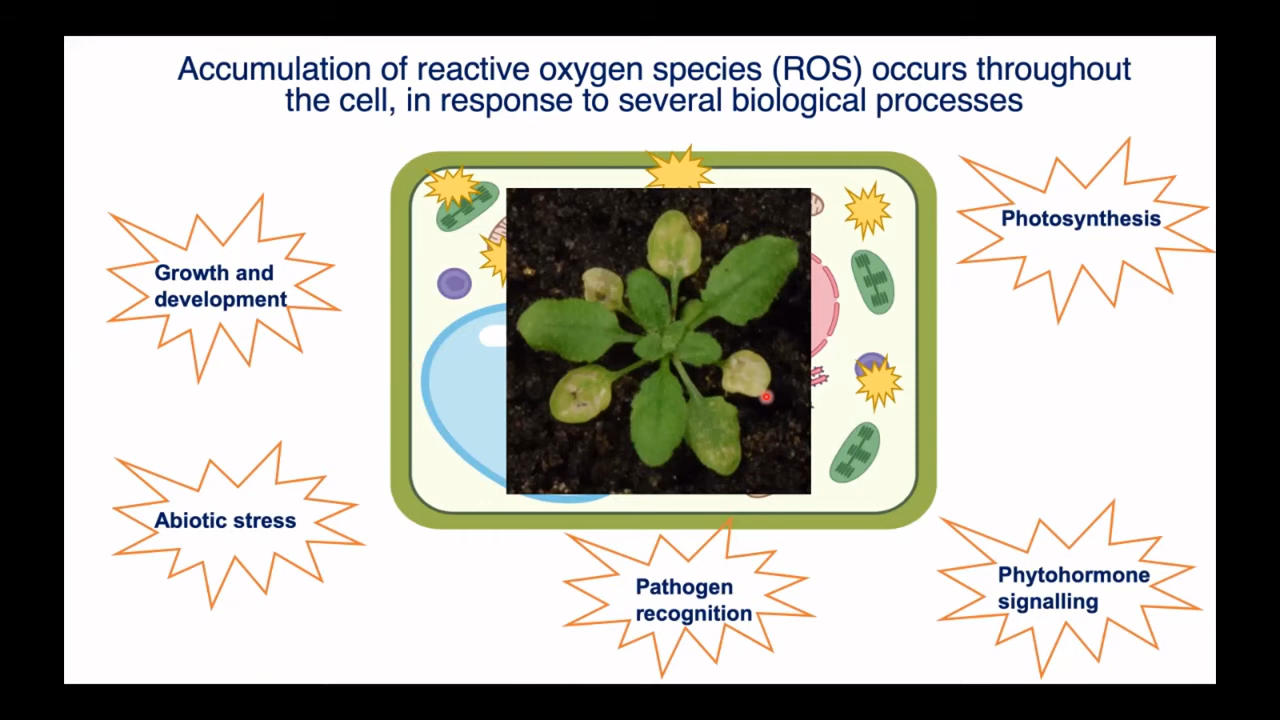 Accumulation of reactive oxygen species (ROS) occurs throughout
the cell, in response to several biological processes
Photosynthesis
Growth and
development
Abiotic stress
Pathogen
recognition
Phytohormone
signalling